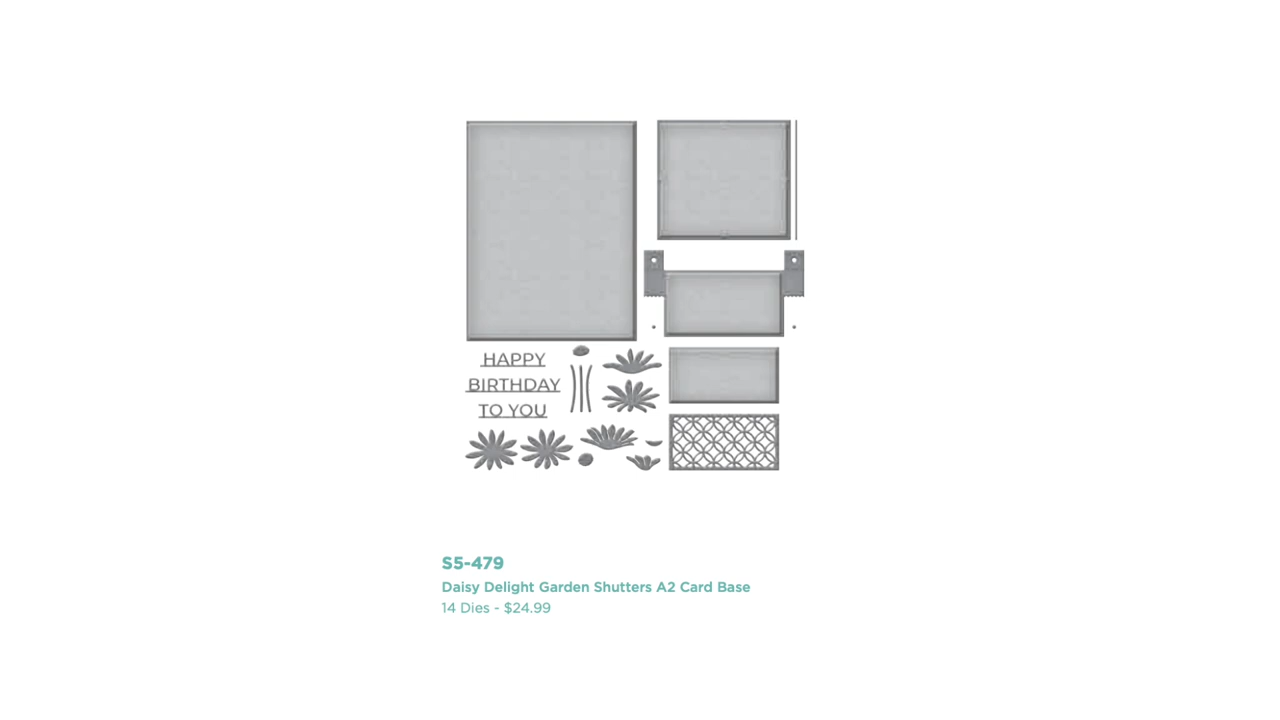 HAPPY
BIRTHDAY
TO YOU
S5-479
Daisy Delight Garden Shutters A2 Card Base
14 Dies - $24.99